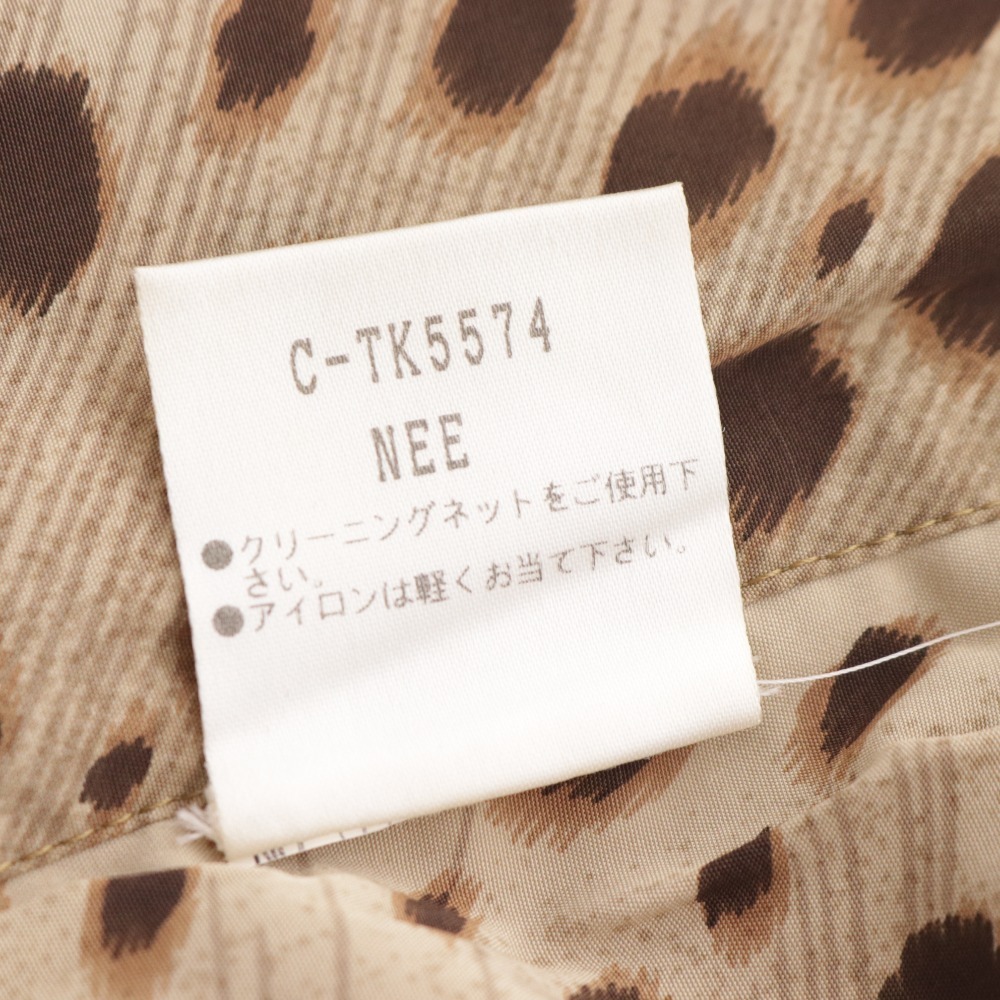 C-TK5574
NEE
●クリーニングネットをご使用下
さい。
●アイロンは軽くお当て下さい。